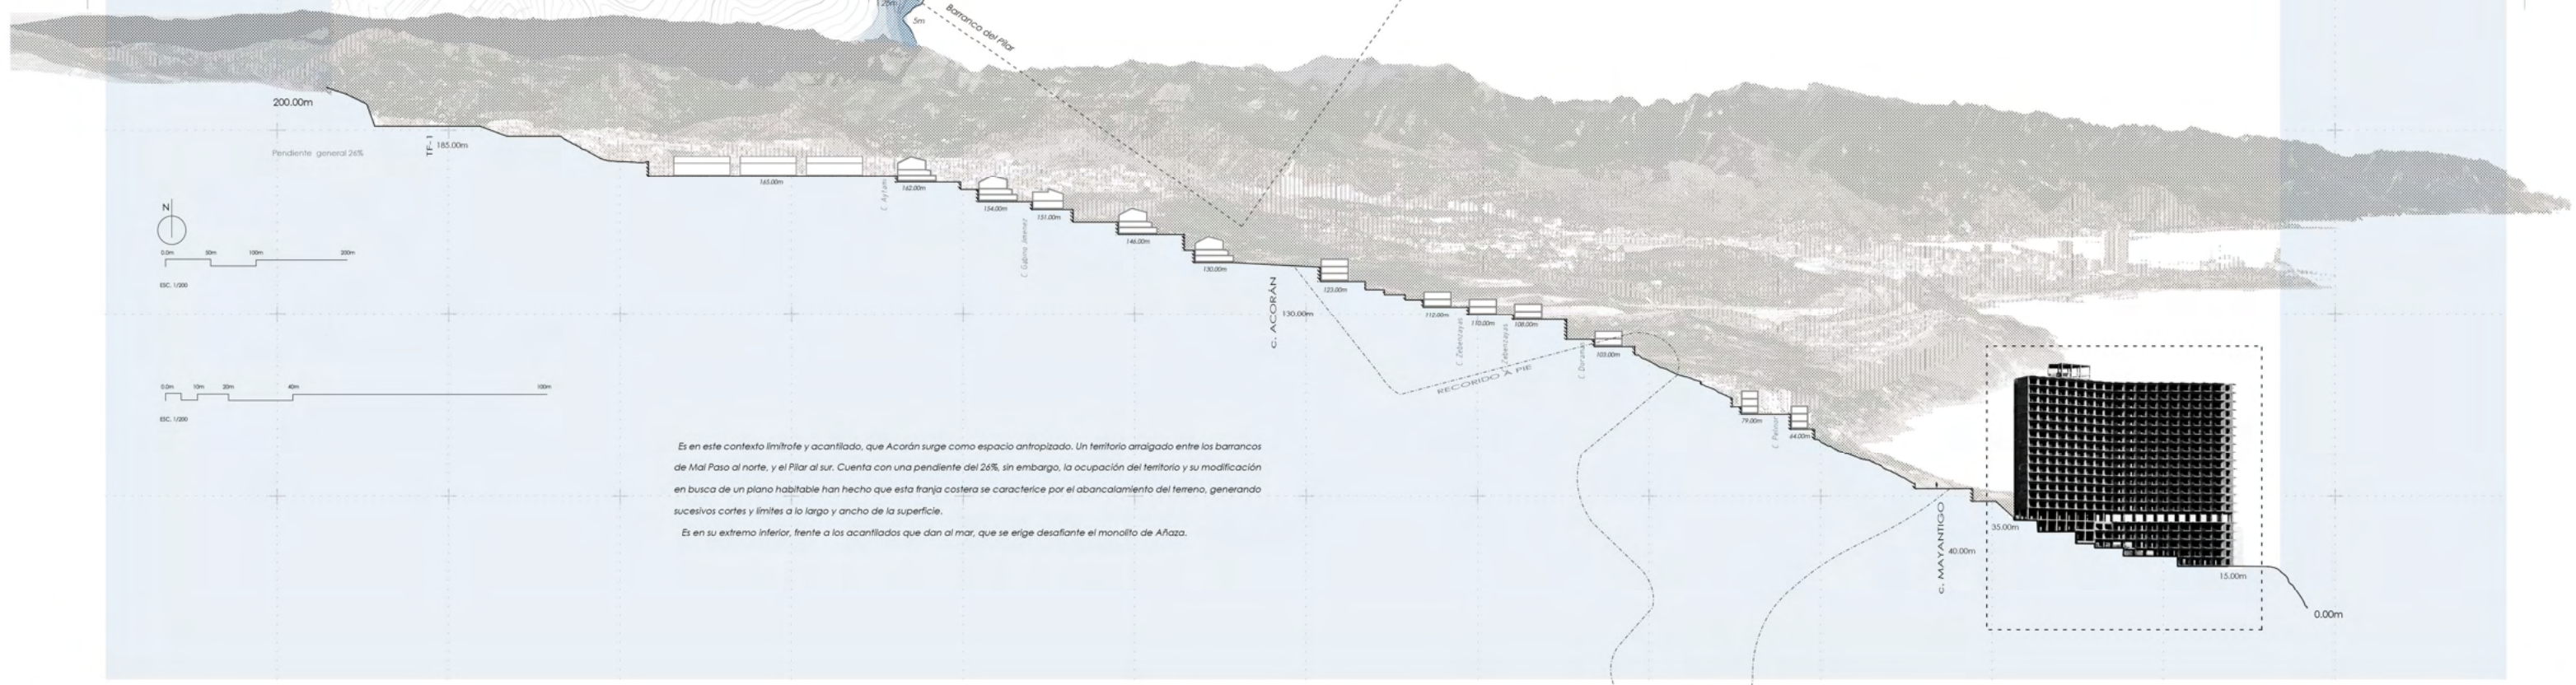 125m
5m
Barranco del Pilar
200.00m
TF-1
185.00m
Pendiente general 26%
165.00m
C. Aytami
162.00m
154.00m
C. Gabino Jimenez
151.00m
146.00m
130.00m
N
0.0m 50m 100m 200m
ESC. 1/200
C. ACORÁN
130.00m
123.00m
112.00m
C. Zebenzayas
110.00m
Zebenzayas
108.00m
C. Duraman
103.00m
RECORIDO A PIE
0.0m 10m 20m 40m 100m
ESC. 1/200
79.00m
64.00m
Es en este contexto limítrofe y acantilado, que Acorán surge como espacio antropizado. Un territorio arraigado entre los barrancos
de Mal Paso al norte, y el Pilar al sur. Cuenta con una pendiente del 26%, sin embargo, la ocupación del territorio y su modificación
en busca de un plano habitable han hecho que esta franja costera se caracterice por el abancalamiento del terreno, generando
sucesivos cortes y límites a lo largo y ancho de la superficie.
Es en su extremo inferior, frente a los acantilados que dan al mar, que se erige desafiante el monolito de Añaza.
C. MAYANTIGO
40.00m
35.00m
15.00m
0.00m